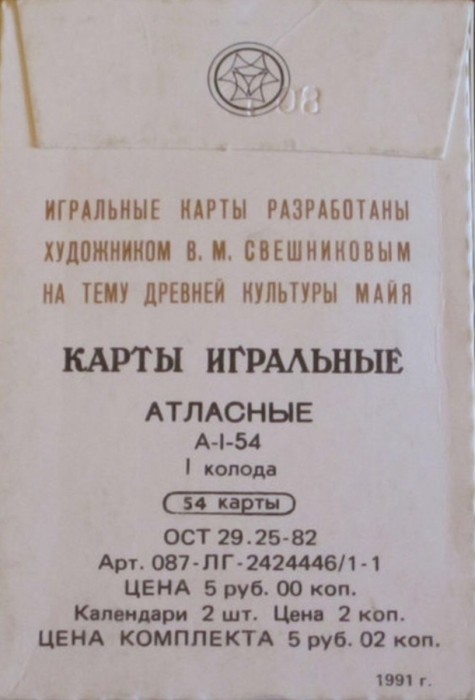 ИГРАЛЬНЫЕ КАРТЫ РАЗРАБОТАНЫ
ХУДОЖНИКОМ В. М. СВЕШНИКОВЫМ
НА ТЕМУ ДРЕВНЕЙ КУЛЬТУРЫ МАЙЯ
КАРТЫ ИГРАЛЬНЫЕ
АТЛАСНЫЕ
А-I-54
I колода
54 карты
ОСТ 29.25-82
Арт. 087-ЛГ-2424446/1-1
ЦЕНА 5 руб. 00 коп.
Календари 2 шт. Цена 2 коп.
ЦЕНА КОМПЛЕКТА 5 руб. 02 коп.
1991 г.